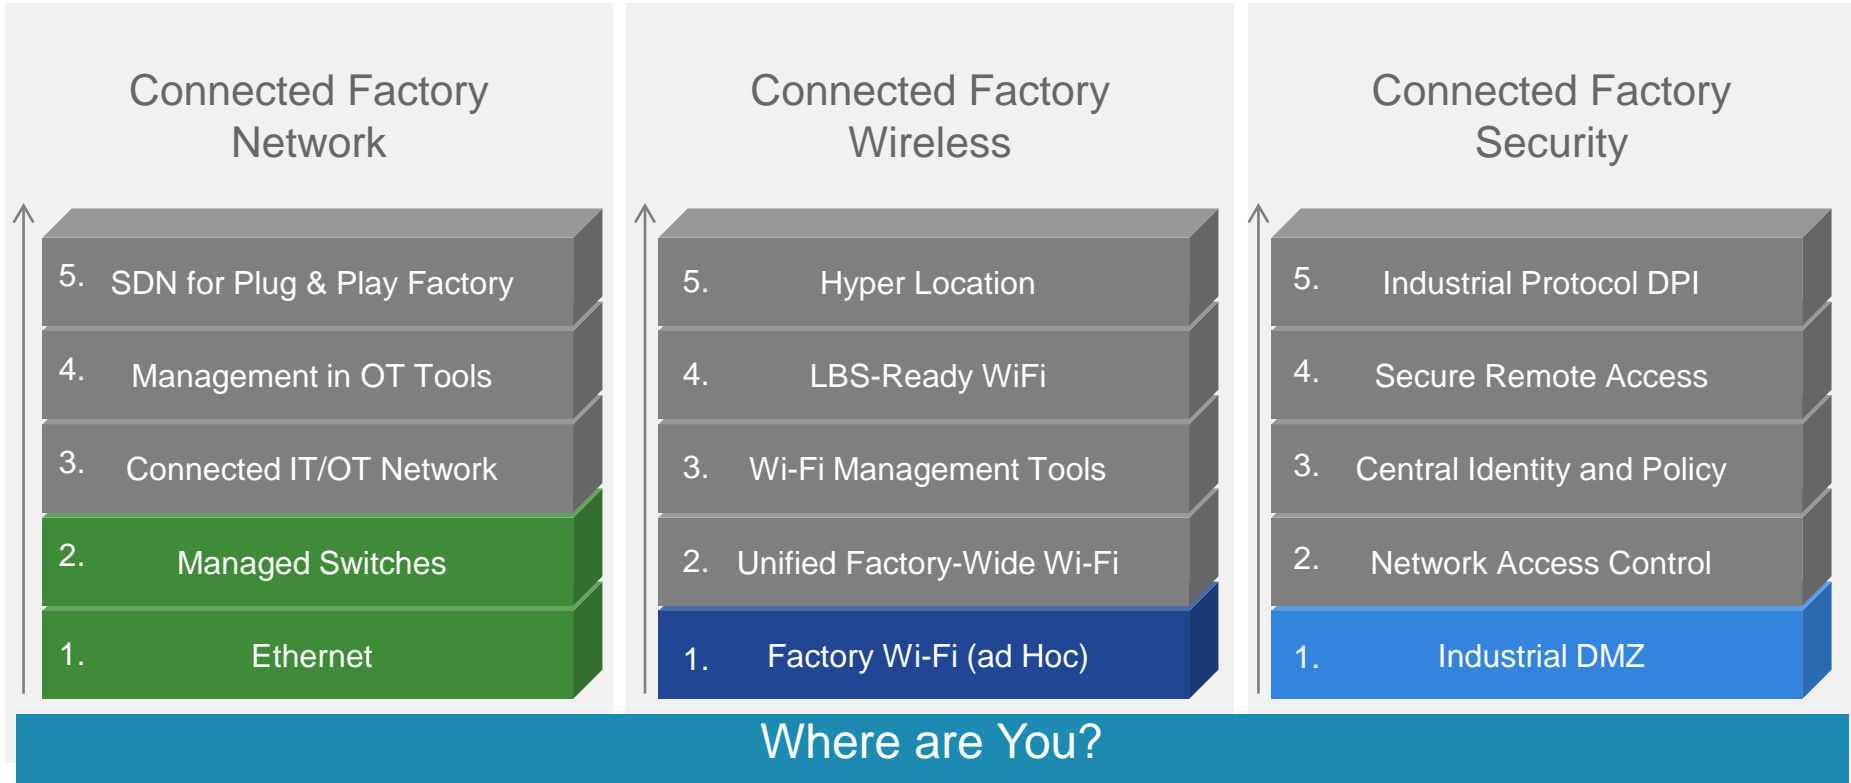 Connected Factory
Network
5. SDN for Plug & Play Factory
4. Management in OT Tools
3. Connected IT/OT Network
2. Managed Switches
1. Ethernet
Connected Factory
Wireless
5. Hyper Location
4. LBS-Ready WiFi
3. Wi-Fi Management Tools
2. Unified Factory-Wide Wi-Fi
1. Factory Wi-Fi (ad Hoc)
Connected Factory
Security
5. Industrial Protocol DPI
4. Secure Remote Access
3. Central Identity and Policy
2. Network Access Control
1. Industrial DMZ
Where are You?